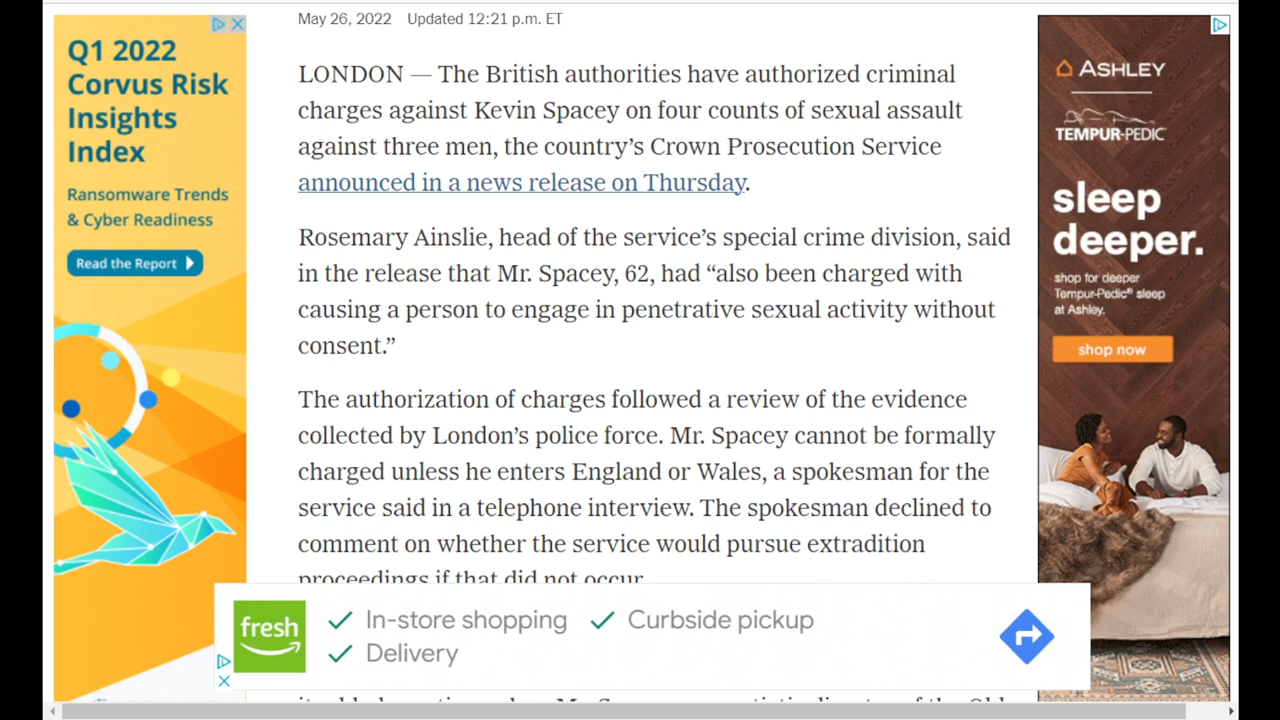 May 26, 2022 Updated 12:21 p.m. ET
LONDON — The British authorities have authorized criminal
charges against Kevin Spacey on four counts of sexual assault
against three men, the country's Crown Prosecution Service
announced in a news release on Thursday.
Rosemary Ainslie, head of the service's special crime division, said
in the release that Mr. Spacey, 62, had “also been charged with
causing a person to engage in penetrative sexual activity without
consent.”
The authorization of charges followed a review of the evidence
collected by London's police force. Mr. Spacey cannot be formally
charged unless he enters England or Wales, a spokesman for the
service said in a telephone interview. The spokesman declined to
comment on whether the service would pursue extradition
proceedings if that did not occur.
Q1 2022
Corvus Risk
Insights
Index
Ransomware Trends
& Cyber Readiness
Read the Report
ASHLEY
TEMPUR-PEDIC
sleep
deeper.
shop for deeper
Tempur-Pedic® sleep
at Ashley.
shop now
fresh
In-store shopping Curbside pickup
Delivery